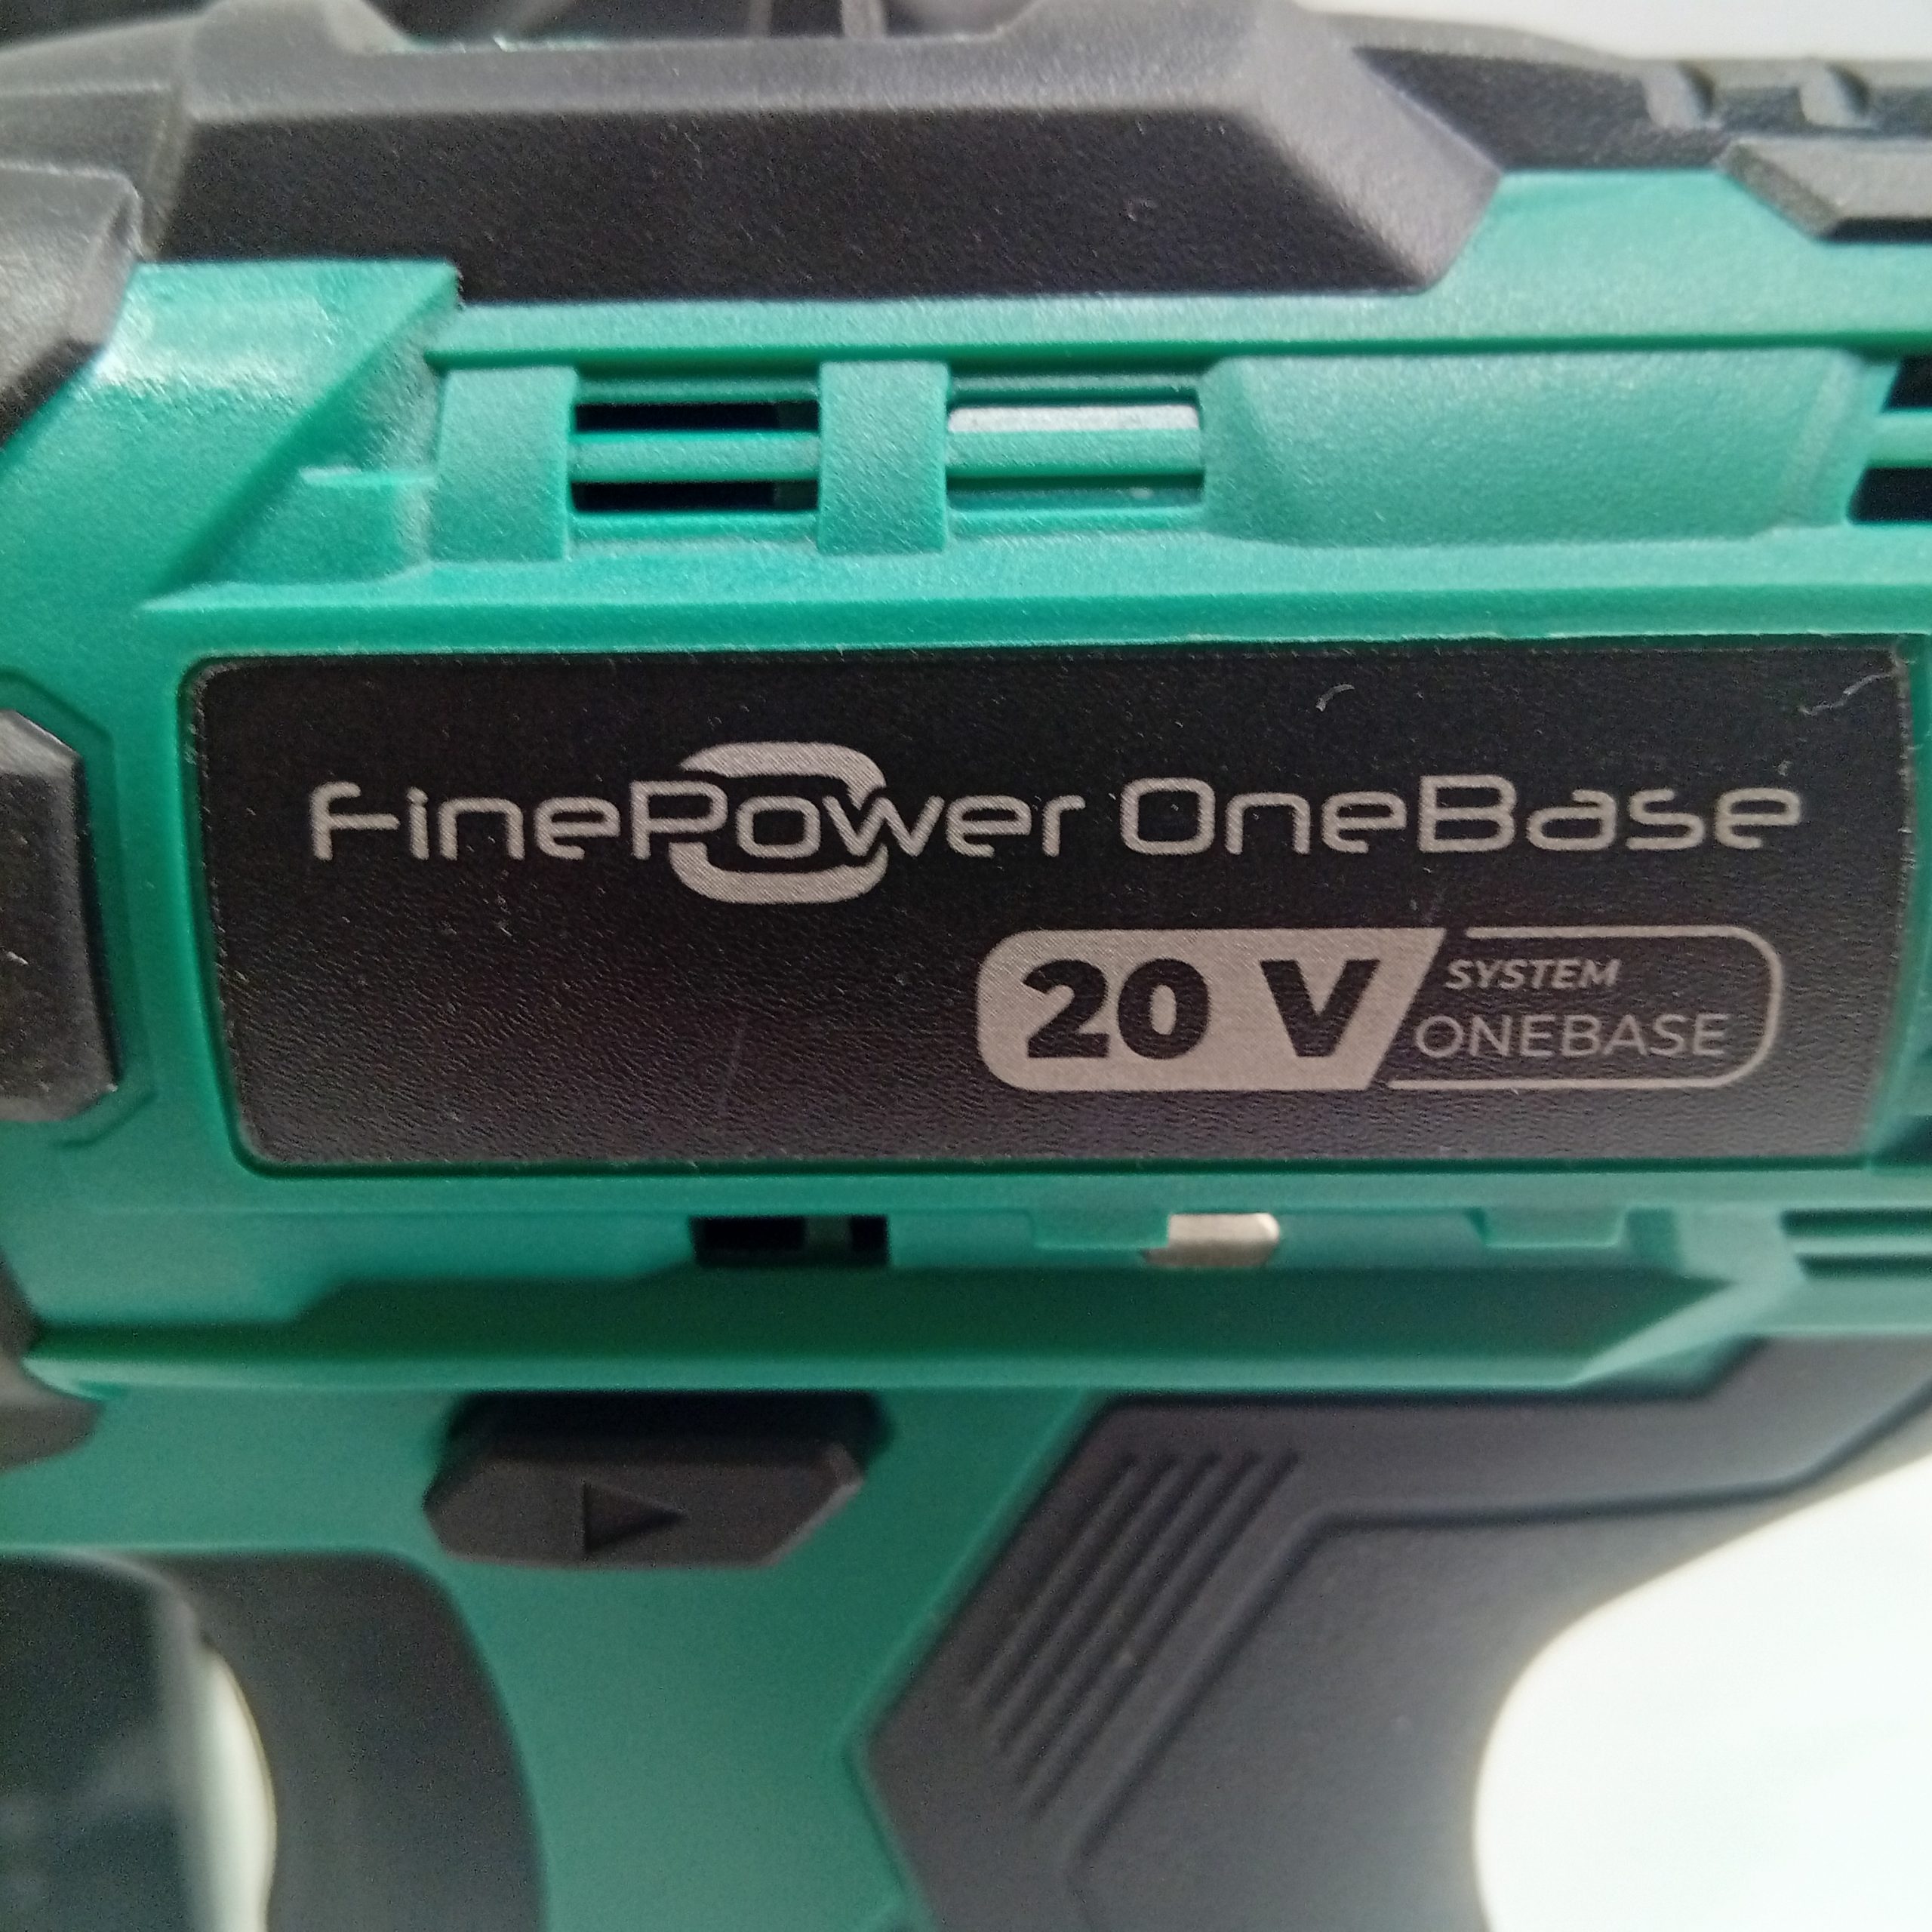 FinePower OneBase
20 V SYSTEM
ONEBASE